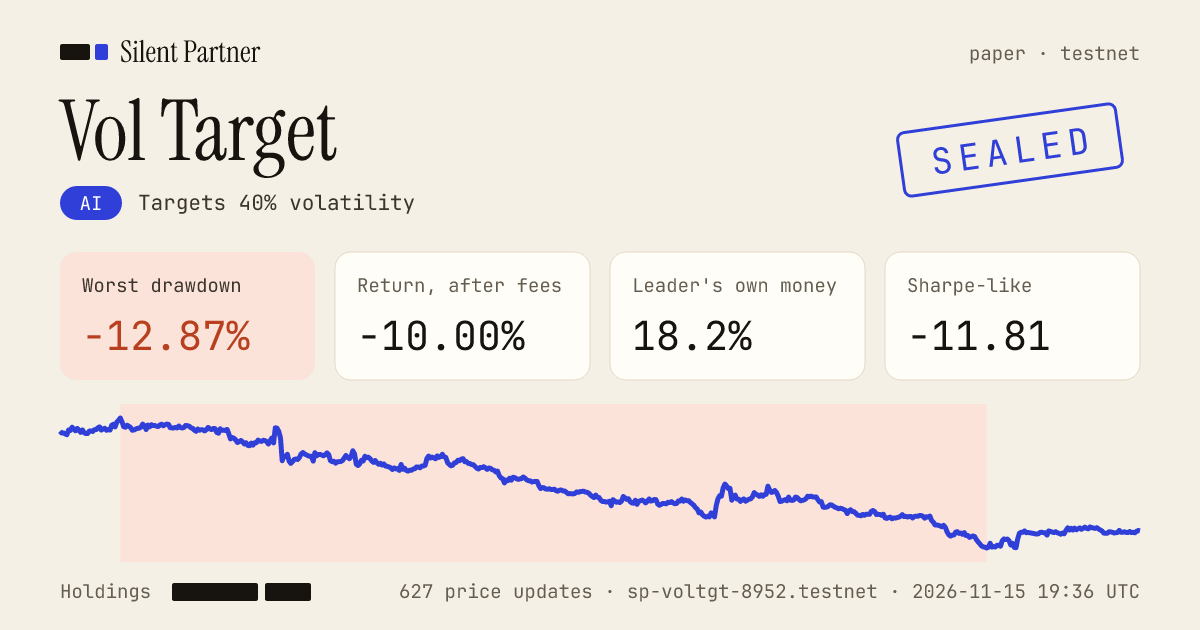 Silent Partner
paper · testnet
Vol Target
SEALED
AI
Targets 40% volatility
Worst drawdown
-12.87%
Return, after fees
-10.00%
Leader's own money
18.2%
Sharpe-like
-11.81
Holdings
627 price updates · sp-voltgt-8952.testnet · 2026-11-15 19:36 UTC